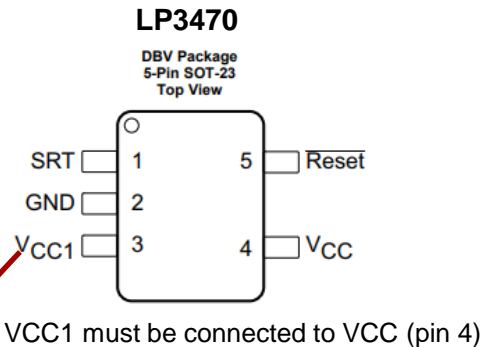 LP3470
DBV Package
5-Pin SOT-23
Top View
SRT 1 5 Reset
GND 2
VCC1 3 4 VCC
VCC1 must be connected to VCC (pin 4)